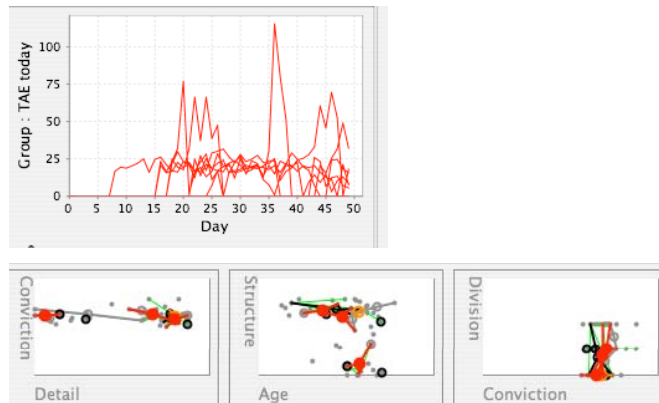 Group : TAE today
100
75
50
25
0
0 5 10 15 20 25 30 35 40 45 50
Day
Conviction
Detail
Structure
Age
Division
Conviction